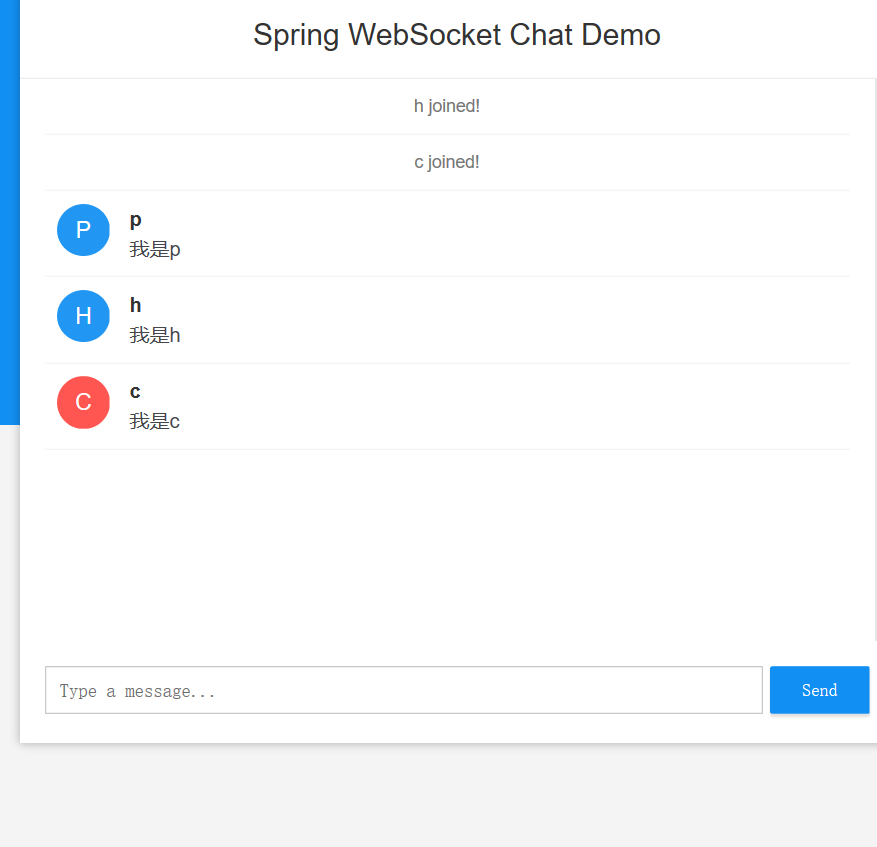 Spring WebSocket Chat Demo
h joined!
c joined!
P
p
我是p
H
h
我是h
C
c
我是c
Type a message...
Send